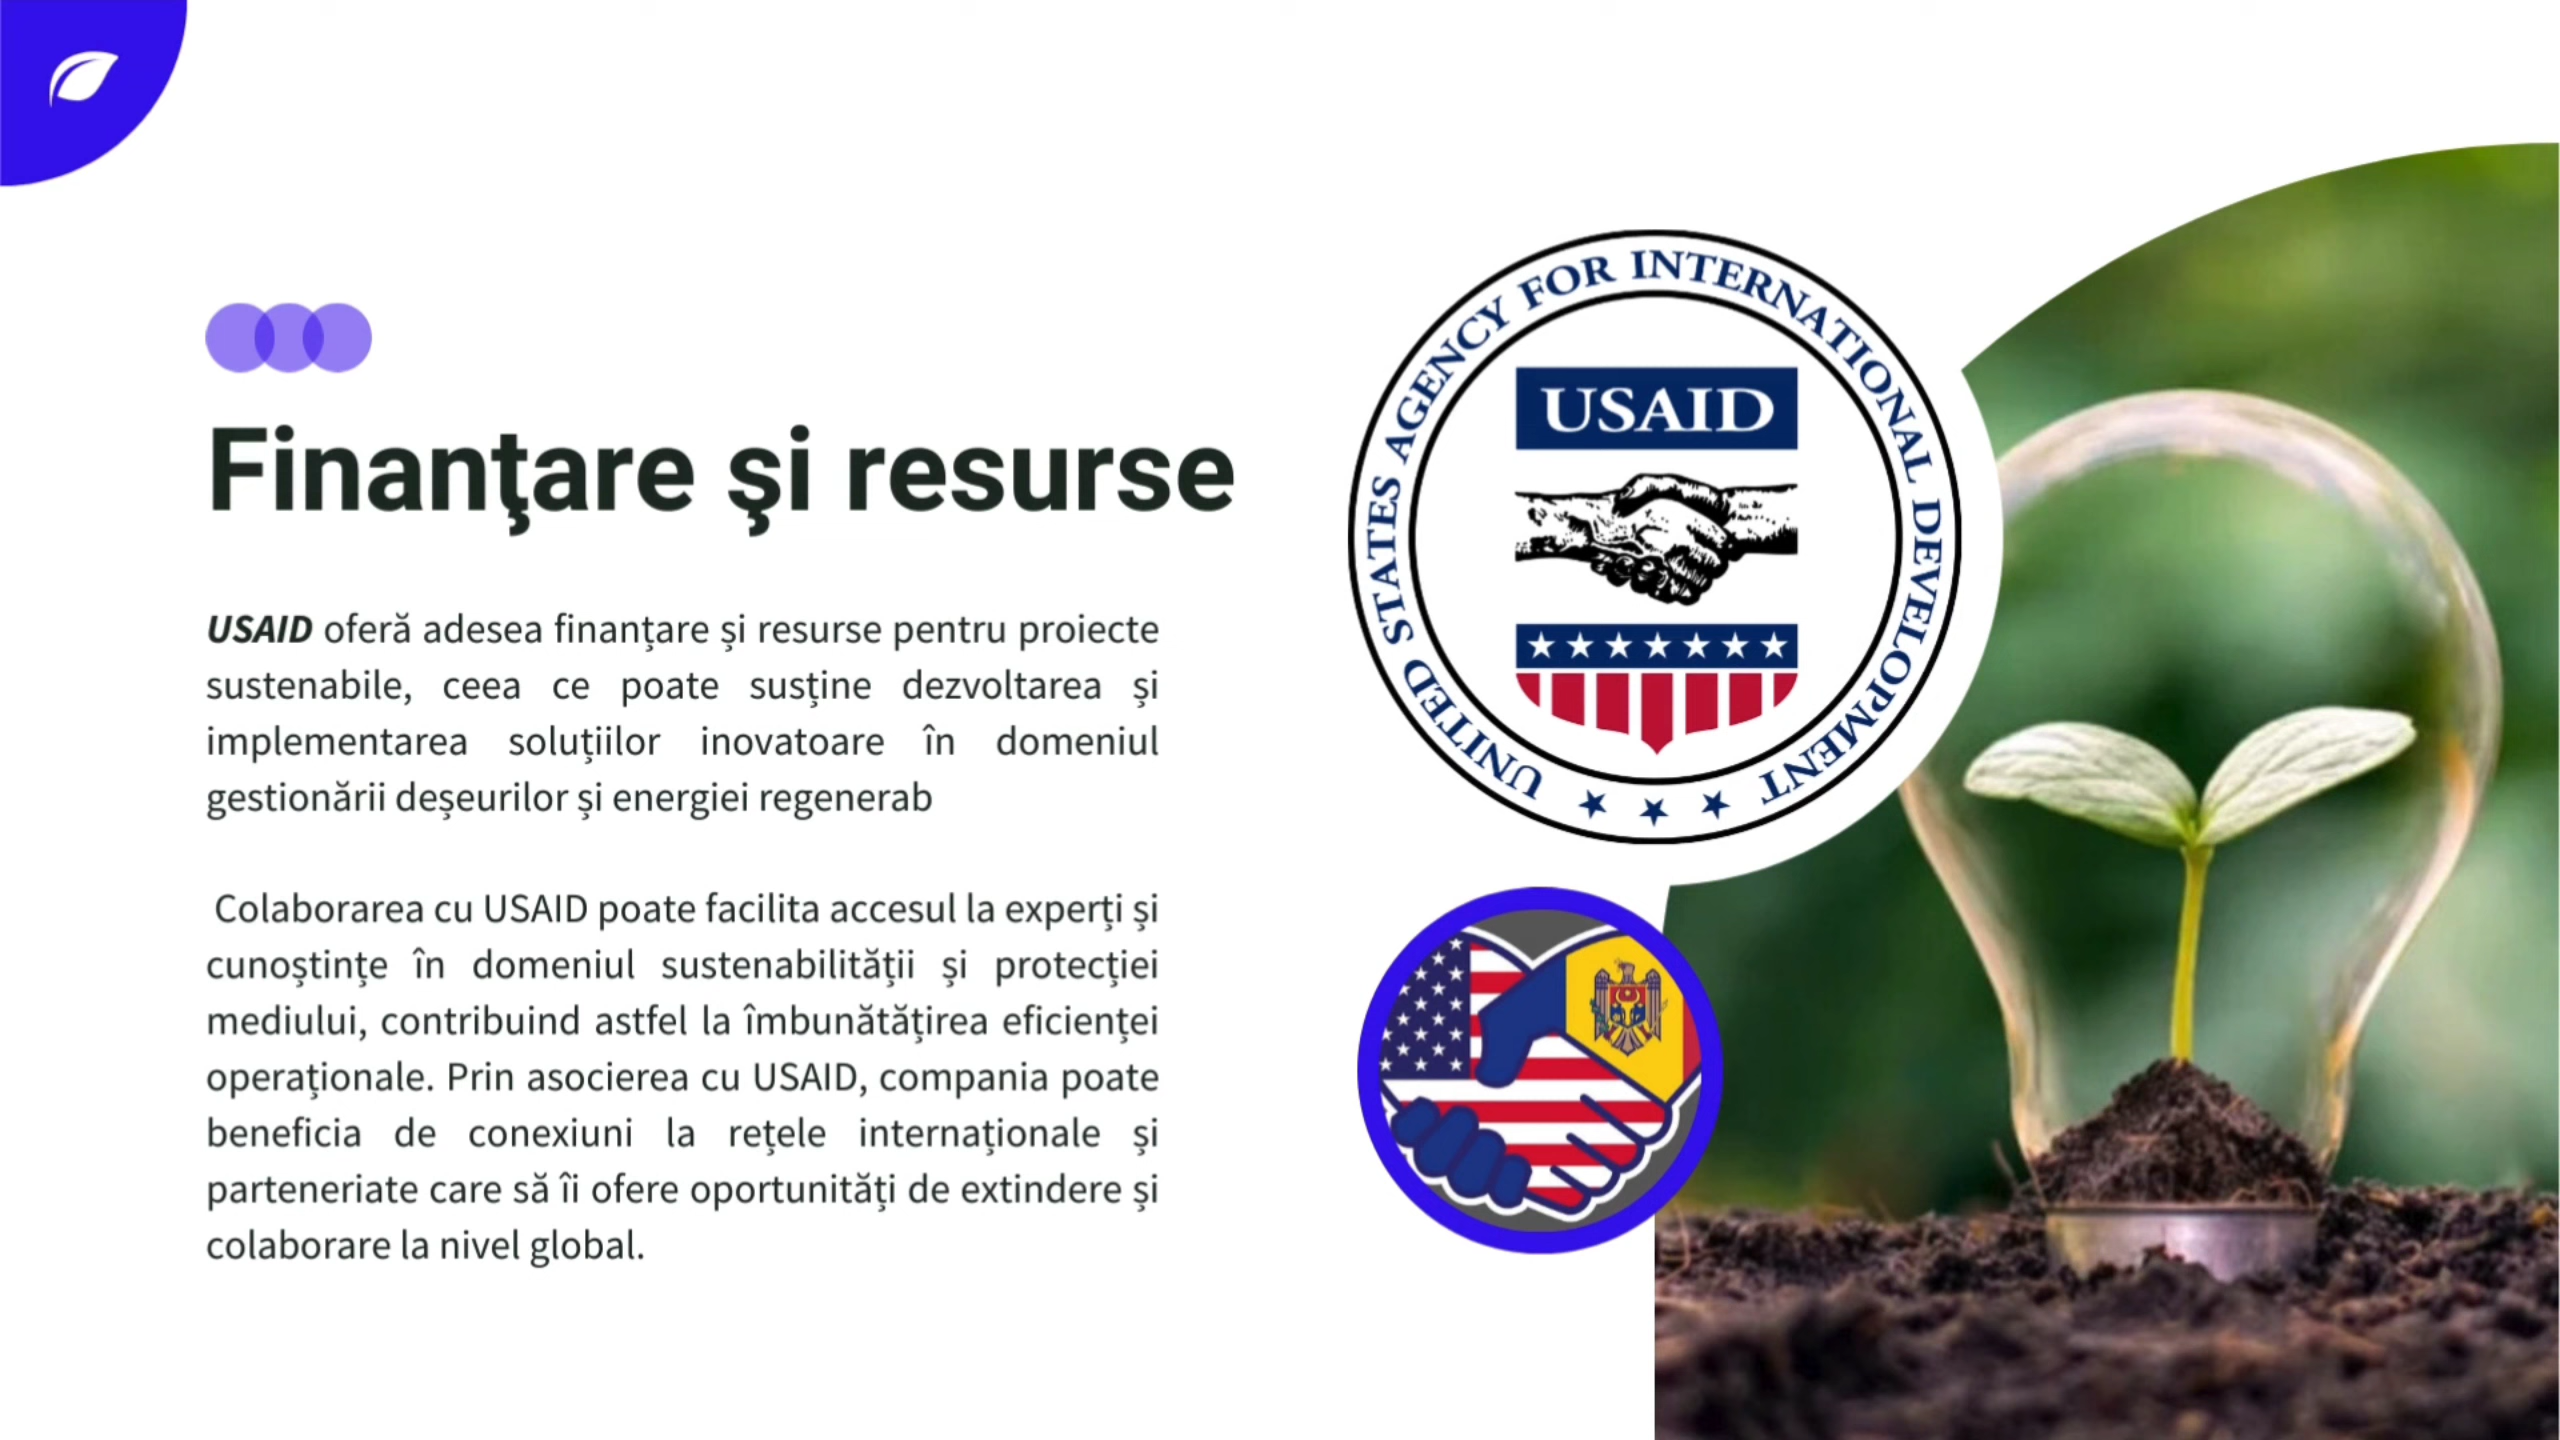 Finanţare şi resurse
USAID oferă adesea finanțare și resurse pentru proiecte
sustenabile, ceea ce poate susține dezvoltarea și
implementarea soluțiilor inovatoare în domeniul
gestionării deșeurilor și energiei regenerab
Colaborarea cu USAID poate facilita accesul la experți și
cunoștințe în domeniul sustenabilității și protecției
mediului, contribuind astfel la îmbunătățirea eficienței
operaționale. Prin asocierea cu USAID, compania poate
beneficia de conexiuni la rețele internaționale și
parteneriate care să îi ofere oportunități de extindere și
colaborare la nivel global.
UNITED STATES AGENCY FOR INTERNATIONAL DEVELOPMENT
USAID